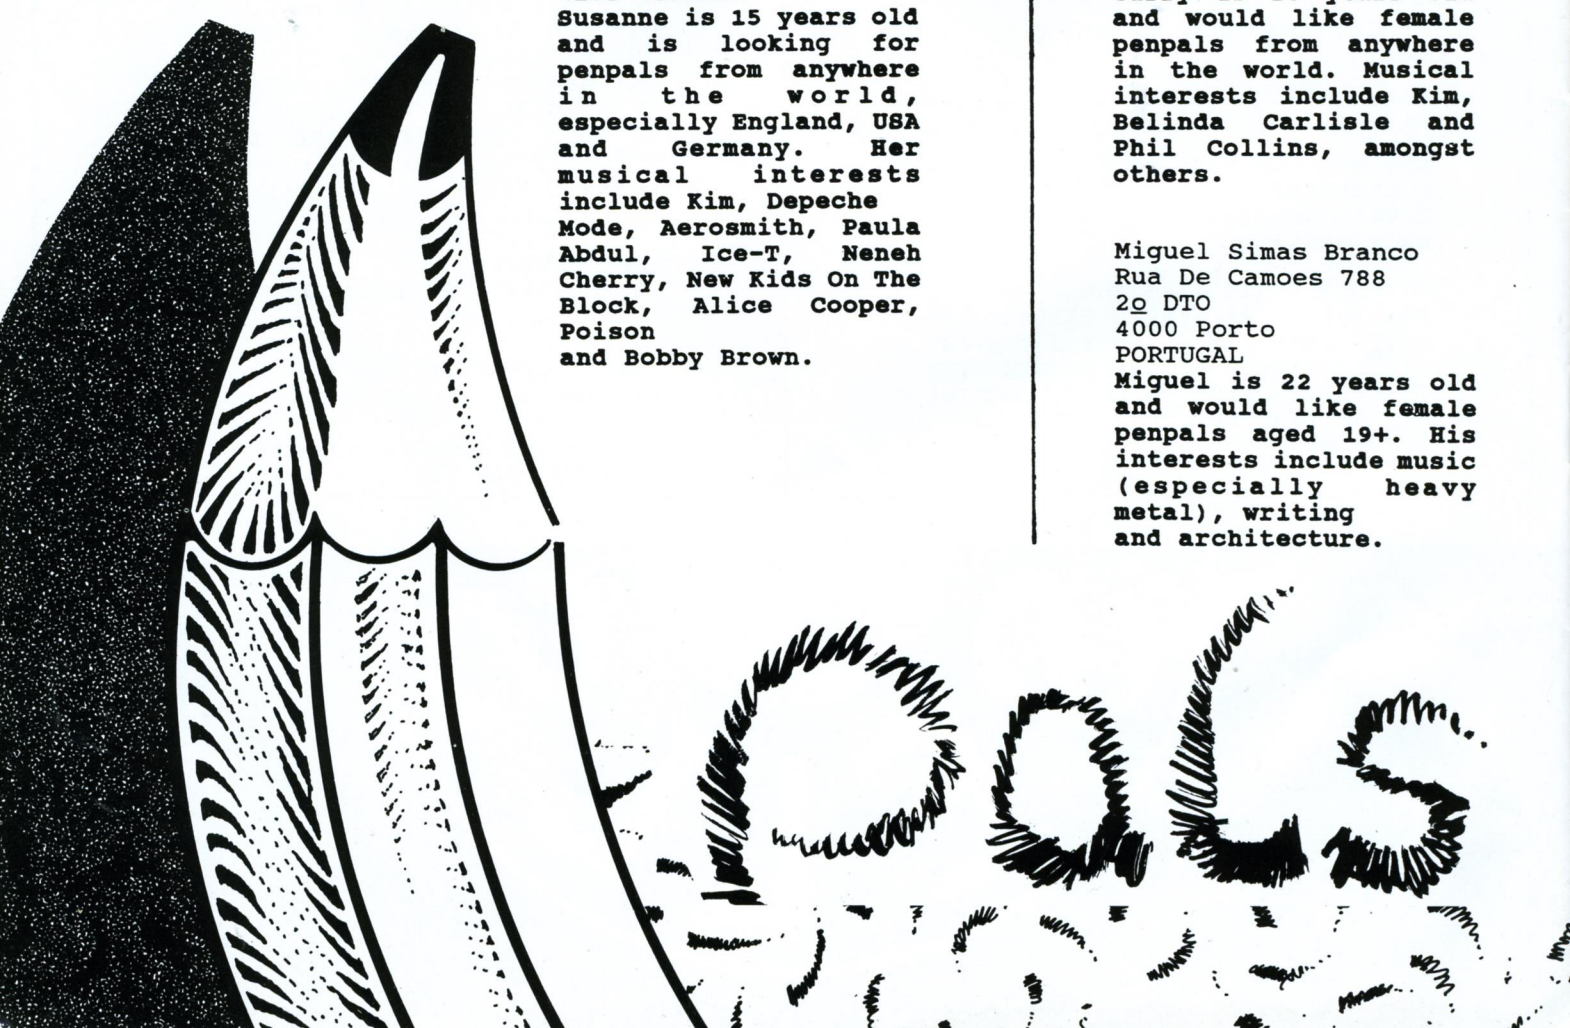 Susanne is 15 years old
and is looking for
penpals from anywhere
in the world,
especially England, USA
and Germany. Her
musical interests
include Kim, Depeche
Mode, Aerosmith, Paula
Abdul, Ice-T, Neneh
Cherry, New Kids On The
Block, Alice Cooper,
Poison
and Bobby Brown.
and would like female
penpals from anywhere
in the world. Musical
interests include Kim,
Belinda Carlisle and
Phil Collins, amongst
others.
Miguel Simas Branco
Rua De Camoes 788
2o DTO
4000 Porto
PORTUGAL
Miguel is 22 years old
and would like female
penpals aged 19+. His
interests include music
(especially heavy
metal), writing
and architecture.
PaLS